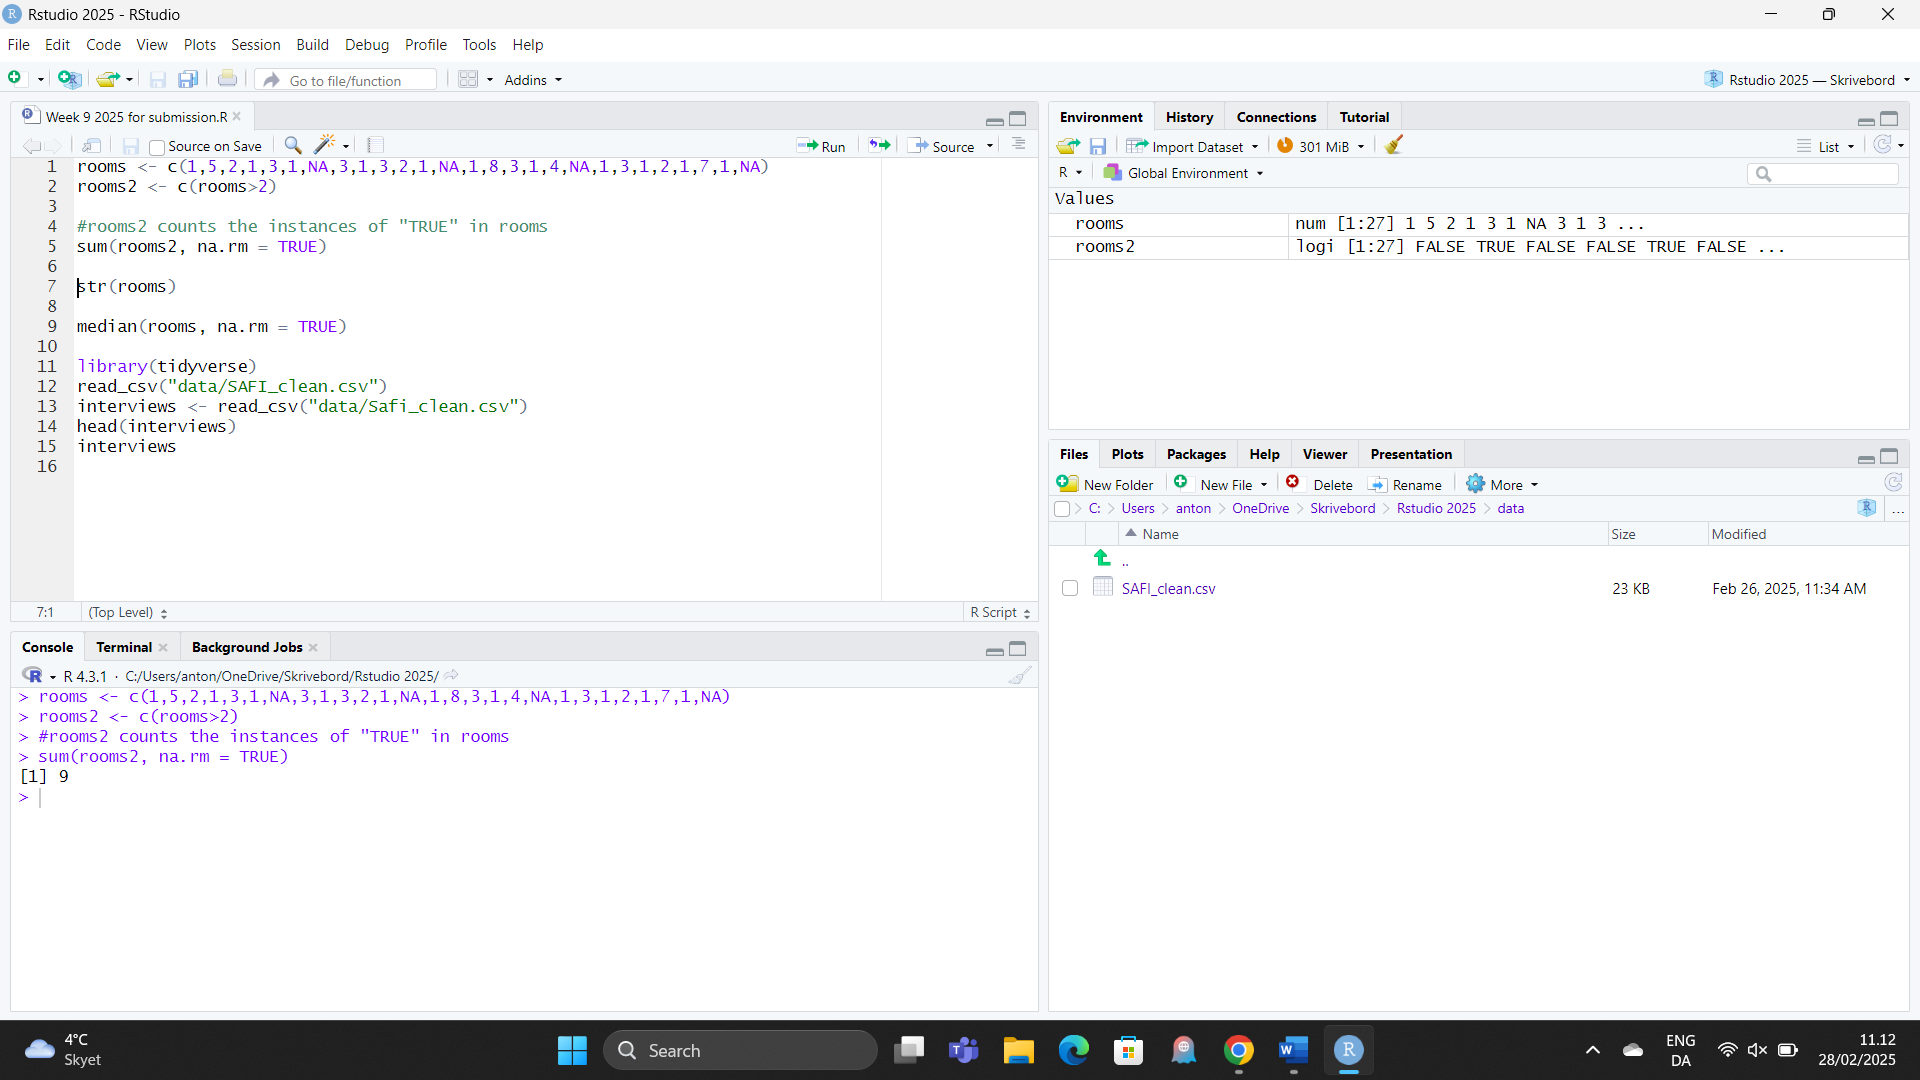 Rstudio 2025 - RStudio
File Edit Code View Plots Session Build Debug Profile Tools Help
Go to file/function Addins Rstudio 2025 — Skrivebord
Week 9 2025 for submission.R
Source on Save Run Source
1 rooms <- c(1,5,2,1,3,1,NA,3,1,3,2,1,NA,1,8,3,1,4,NA,1,3,1,2,1,7,1,NA)
2 rooms2 <- c(rooms>2)
3
4 #rooms2 counts the instances of "TRUE" in rooms
5 sum(rooms2, na.rm = TRUE)
6
7 str(rooms)
8
9 median(rooms, na.rm = TRUE)
10
11 library(tidyverse)
12 read_csv("data/SAFI_clean.csv")
13 interviews <- read_csv("data/Safi_clean.csv")
14 head(interviews)
15 interviews
16
7:1 (Top Level) R Script
Console Terminal Background Jobs
R 4.3.1 · C:/Users/anton/OneDrive/Skrivebord/Rstudio 2025/
> rooms <- c(1,5,2,1,3,1,NA,3,1,3,2,1,NA,1,8,3,1,4,NA,1,3,1,2,1,7,1,NA)
> rooms2 <- c(rooms>2)
> #rooms2 counts the instances of "TRUE" in rooms
> sum(rooms2, na.rm = TRUE)
[1] 9
>
Environment History Connections Tutorial
Import Dataset 301 MiB List
R Global Environment
Values
rooms num [1:27] 1 5 2 1 3 1 NA 3 1 3 ...
rooms2 logi [1:27] FALSE TRUE FALSE FALSE TRUE FALSE ...
Files Plots Packages Help Viewer Presentation
New Folder New File Delete Rename More
C: Users anton OneDrive Skrivebord Rstudio 2025 data ...
Name Size Modified
..
SAFI_clean.csv 23 KB Feb 26, 2025, 11:34 AM
4°C
Skyet
Search
ENG
DA
11.12
28/02/2025